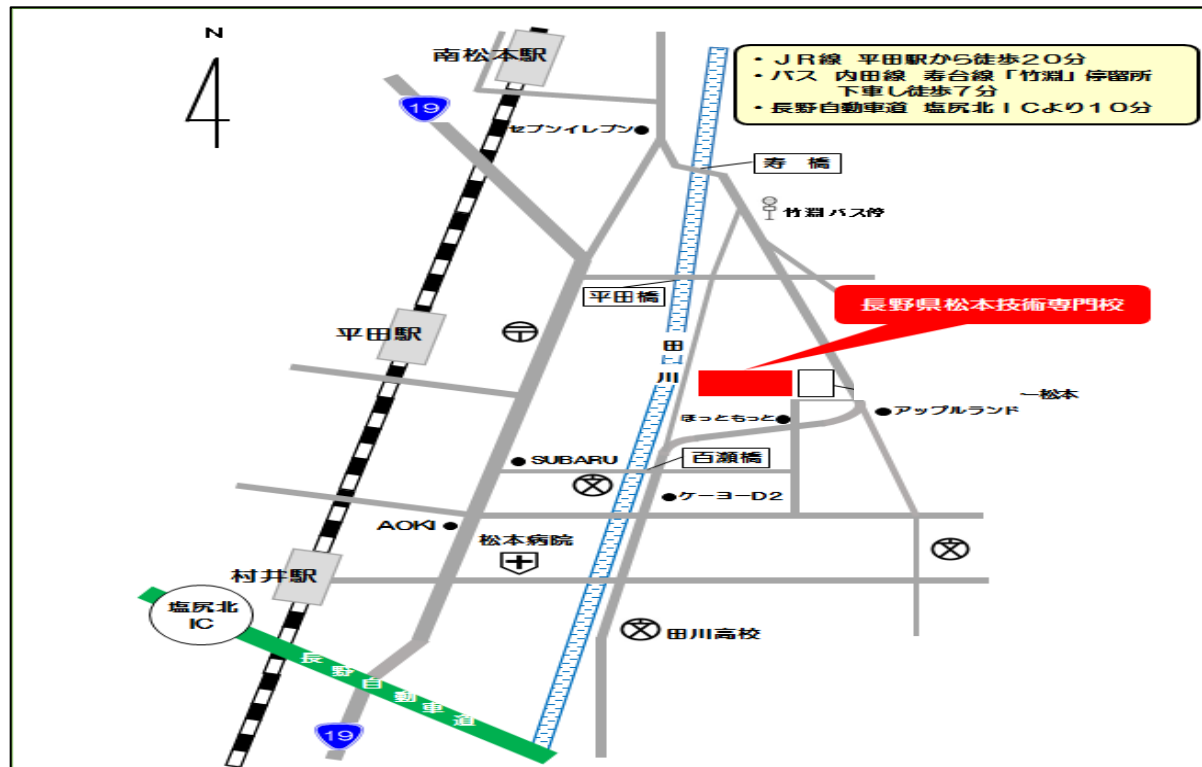 N
南松本駅
・ＪＲ線 平田駅から徒歩２０分
・バス 内田線 寿台線「竹淵」停留所
下車し徒歩７分
・長野自動車道 塩尻北ＩＣより１０分
19
セブンイレブン
寿 橋
竹淵バス停
平田橋
長野県松本技術専門校
平田駅
田
川
～松本
アップルランド
ほっともっと
SUBARU
百瀬橋
ケーヨーD2
AOKI
松本病院
村井駅
塩尻北
IC
田川高校
長野自動車道
19